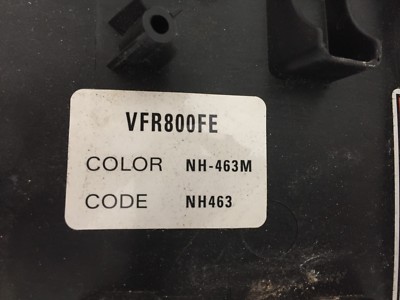 VFR800FE
COLOR NH-463M
CODE NH463